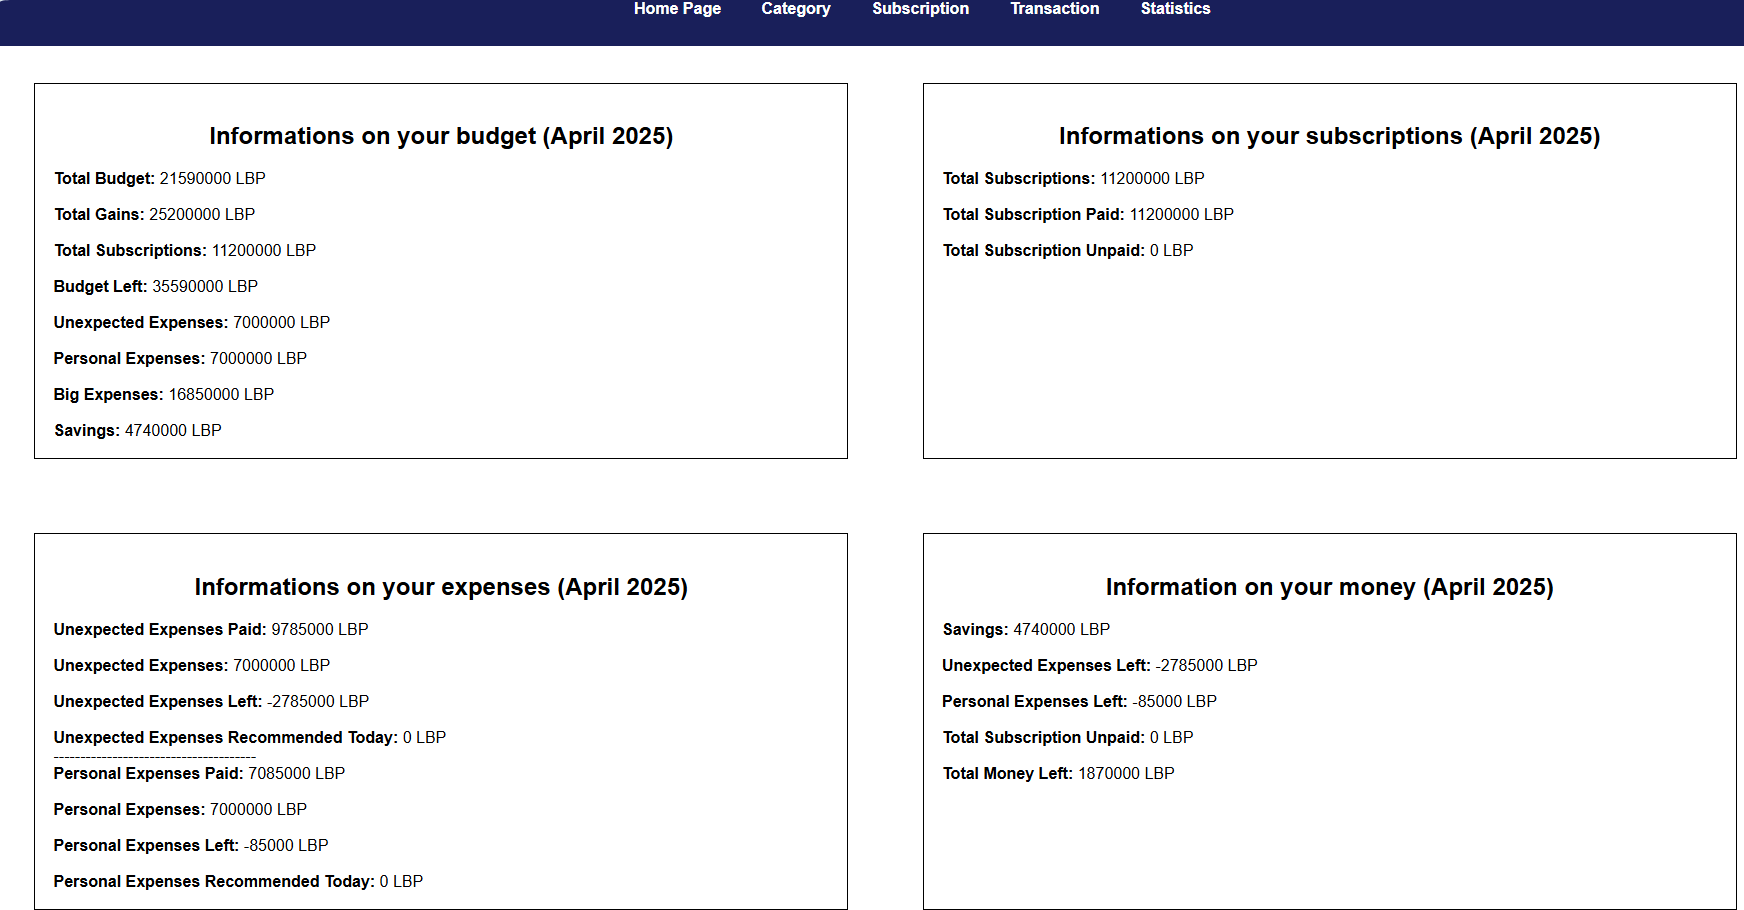 Home Page Category Subscription Transaction Statistics
Informations on your budget (April 2025)
Total Budget: 21590000 LBP
Total Gains: 25200000 LBP
Total Subscriptions: 11200000 LBP
Budget Left: 35590000 LBP
Unexpected Expenses: 7000000 LBP
Personal Expenses: 7000000 LBP
Big Expenses: 16850000 LBP
Savings: 4740000 LBP
Informations on your subscriptions (April 2025)
Total Subscriptions: 11200000 LBP
Total Subscription Paid: 11200000 LBP
Total Subscription Unpaid: 0 LBP
Informations on your expenses (April 2025)
Unexpected Expenses Paid: 9785000 LBP
Unexpected Expenses: 7000000 LBP
Unexpected Expenses Left: -2785000 LBP
Unexpected Expenses Recommended Today: 0 LBP
--------------------------------------
Personal Expenses Paid: 7085000 LBP
Personal Expenses: 7000000 LBP
Personal Expenses Left: -85000 LBP
Personal Expenses Recommended Today: 0 LBP
Information on your money (April 2025)
Savings: 4740000 LBP
Unexpected Expenses Left: -2785000 LBP
Personal Expenses Left: -85000 LBP
Total Subscription Unpaid: 0 LBP
Total Money Left: 1870000 LBP